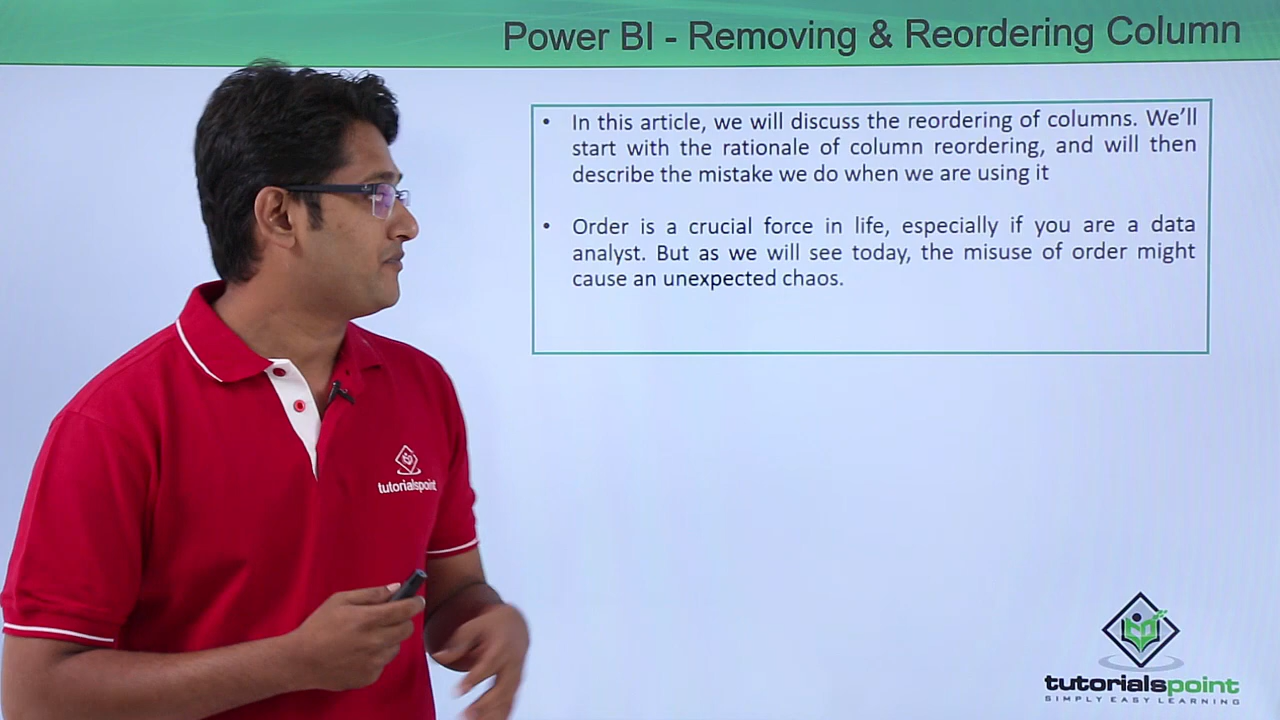 Power BI - Removing & Reordering Column
• In this article, we will discuss the reordering of columns. We’ll
start with the rationale of column reordering, and will then
describe the mistake we do when we are using it
• Order is a crucial force in life, especially if you are a data
analyst. But as we will see today, the misuse of order might
cause an unexpected chaos.
tutorialspoint
tutorialspoint
SIMPLY EASY LEARNING